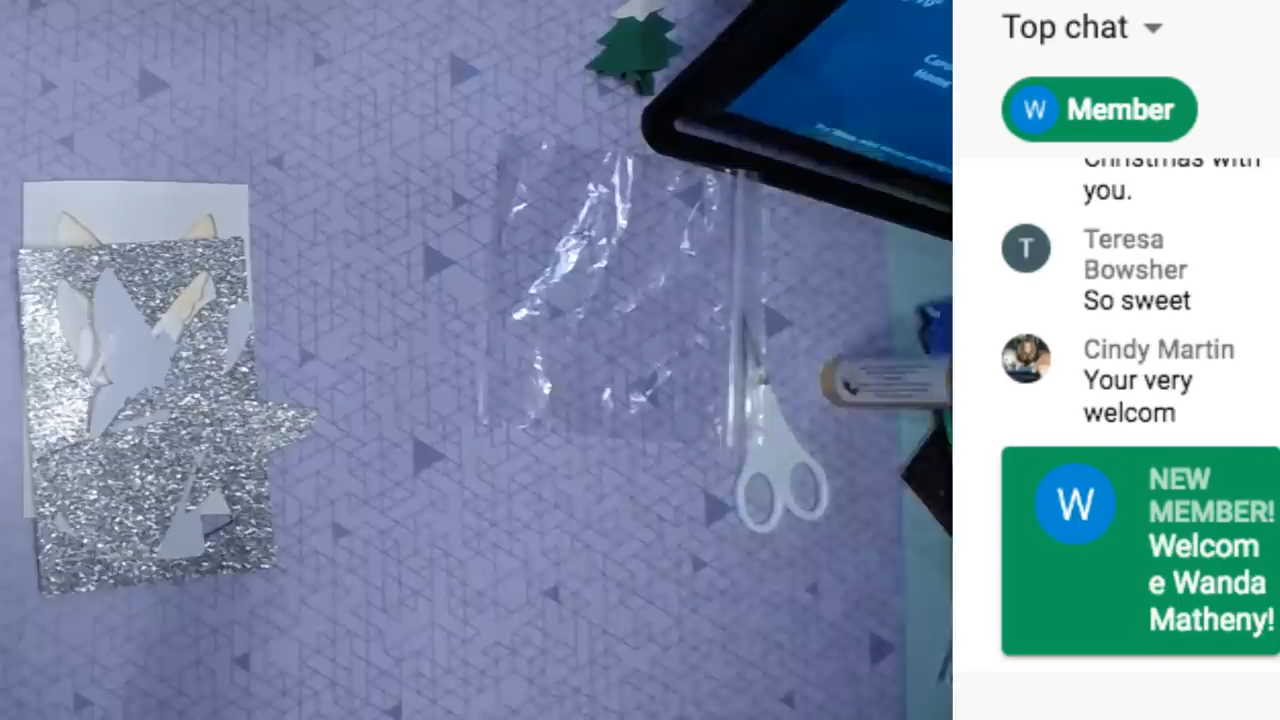 Top chat
W Member
Christmas with
you.
T
Teresa
Bowsher
So sweet
Cindy Martin
Your very
welcom
W
NEW
MEMBER!
Welcom
e Wanda
Matheny!
Home